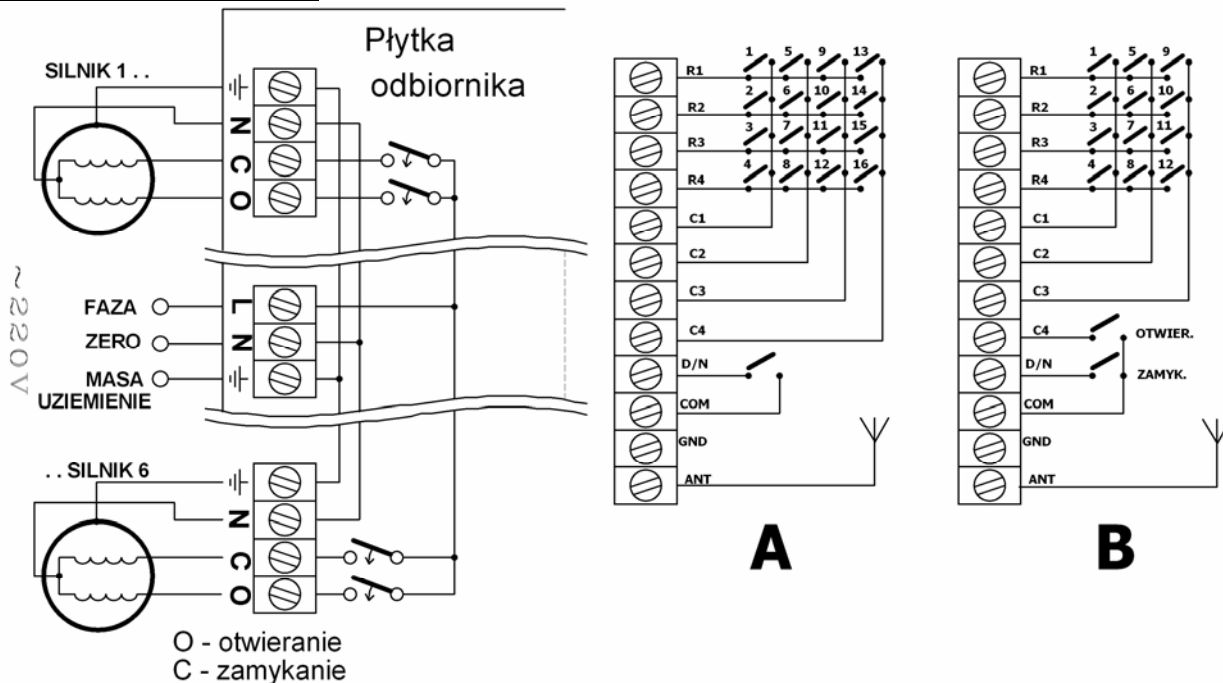 Płytka
odbiornika
SILNIK 1 . .
N
C
O
~220V
FAZA
ZERO
MASA
UZIEMIENIE
L
N
. . SILNIK 6
N
C
O
O - otwieranie
C - zamykanie
1 5 9 13
R1
2 6 10 14
R2
3 7 11 15
R3
4 8 12 16
R4
C1
C2
C3
C4
D/N
COM
GND
ANT
A
1 5 9
R1
2 6 10
R2
3 7 11
R3
4 8 12
R4
C1
C2
C3
C4 OTWIER.
D/N ZAMYK.
COM
GND
ANT
B